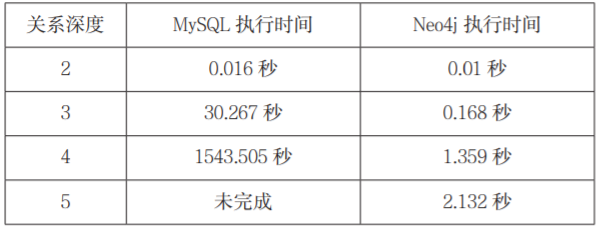 关系深度 MySQL 执行时间 Neo4j 执行时间
2 0.016 秒 0.01 秒
3 30.267 秒 0.168 秒
4 1543.505 秒 1.359 秒
5 未完成 2.132 秒